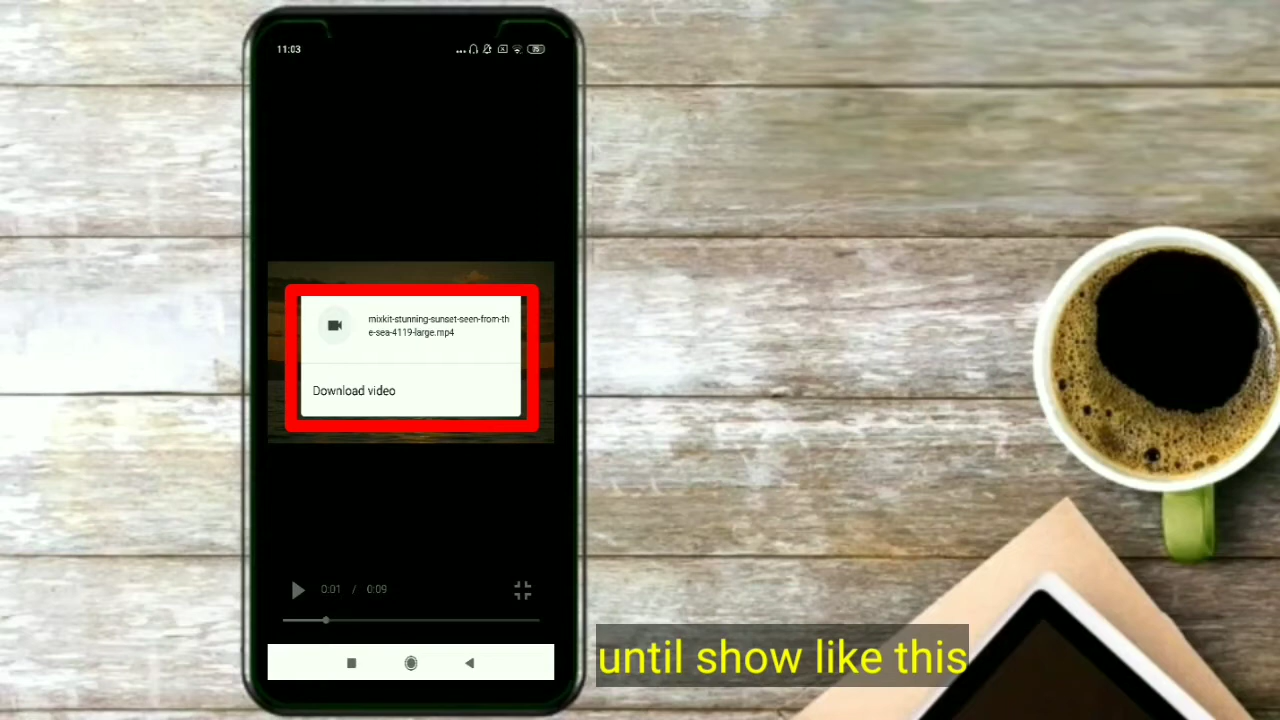 11:03
75
mixkit-stunning-sunset-seen-from-th
e-sea-4119-large.mp4
Download video
0:01 / 0:09
until show like this